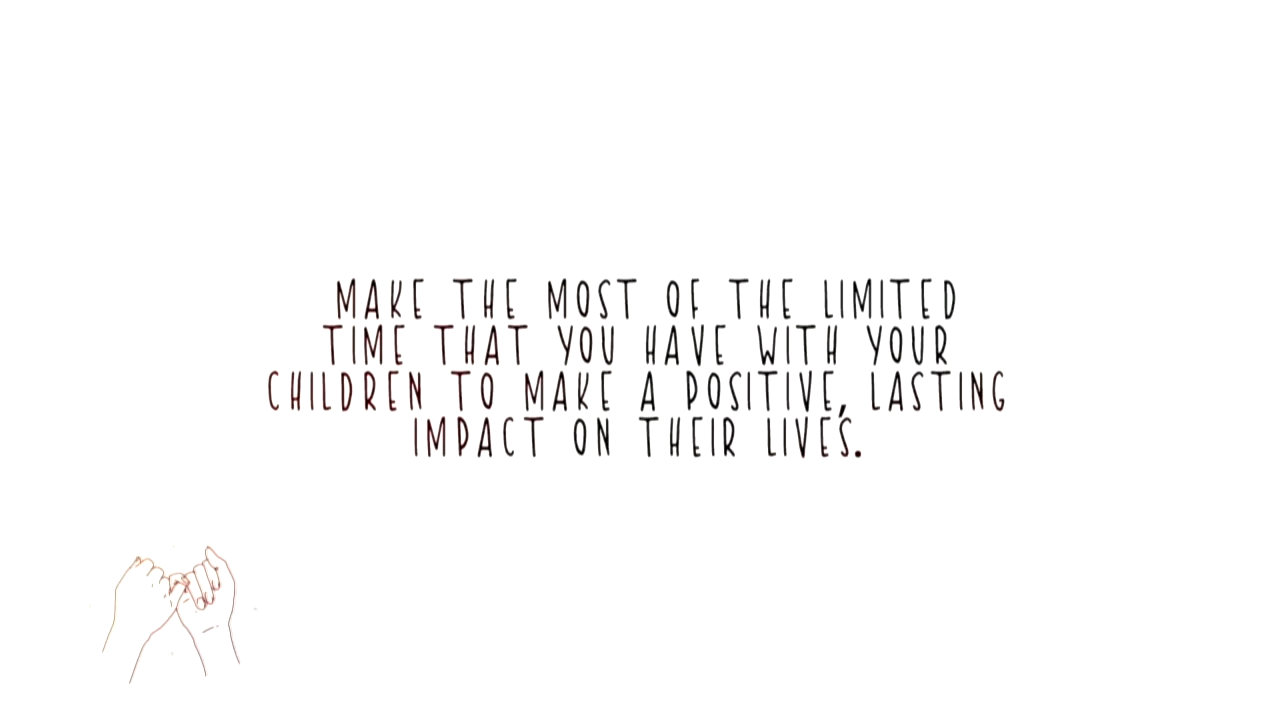 MAKE THE MOST OF THE LIMITED
TIME THAT YOU HAVE WITH YOUR
CHILDREN TO MAKE A POSITIVE, LASTING
IMPACT ON THEIR LIVES.